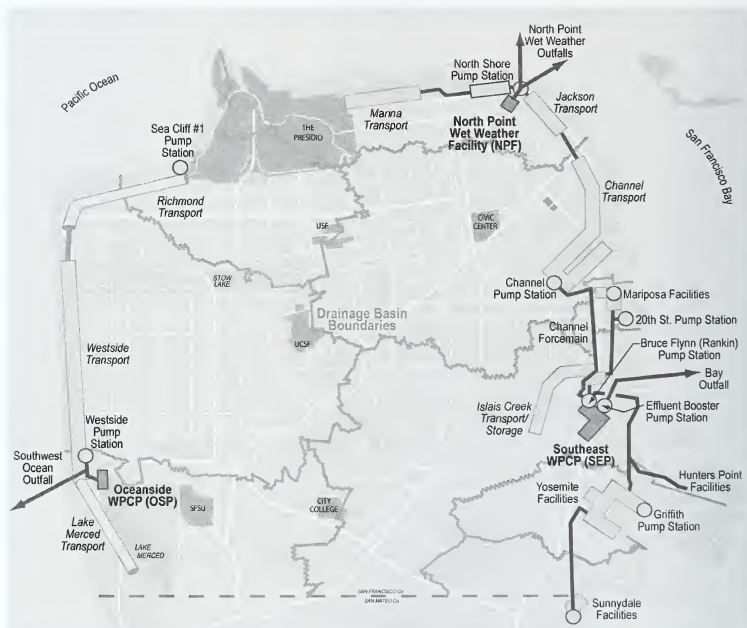 North Point
Wet Weather
Outfalls
North Shore
Pump Station
Pacific Ocean
Marina
Transport
Jackson
Transport
North Point
Wet Weather
Facility (NPF)
San Francisco Bay
Sea Cliff #1
Pump
Station
THE
PRESIDIO
Richmond
Transport
Channel
Transport
USF
CIVIC
CENTER
STOW
LAKE
Channel
Pump Station
Mariposa Facilities
Drainage Basin
Boundaries
20th St. Pump Station
Channel
Forcemain
UCSF
Bruce Flynn (Rankin)
Pump Station
Westside
Transport
Bay
Outfall
Islais Creek
Transport/
Storage
Effluent Booster
Pump Station
Westside
Pump
Station
Southeast
WPCP (SEP)
Southwest
Ocean
Outfall
Oceanside
WPCP (OSP)
Hunters Point
Facilities
Yosemite
Facilities
SFSU
CITY
COLLEGE
Griffith
Pump Station
Lake
Merced
Transport
LAKE
MERCED
SAN FRANCISCO Co
SAN MATEO Co
Sunnydale
Facilities